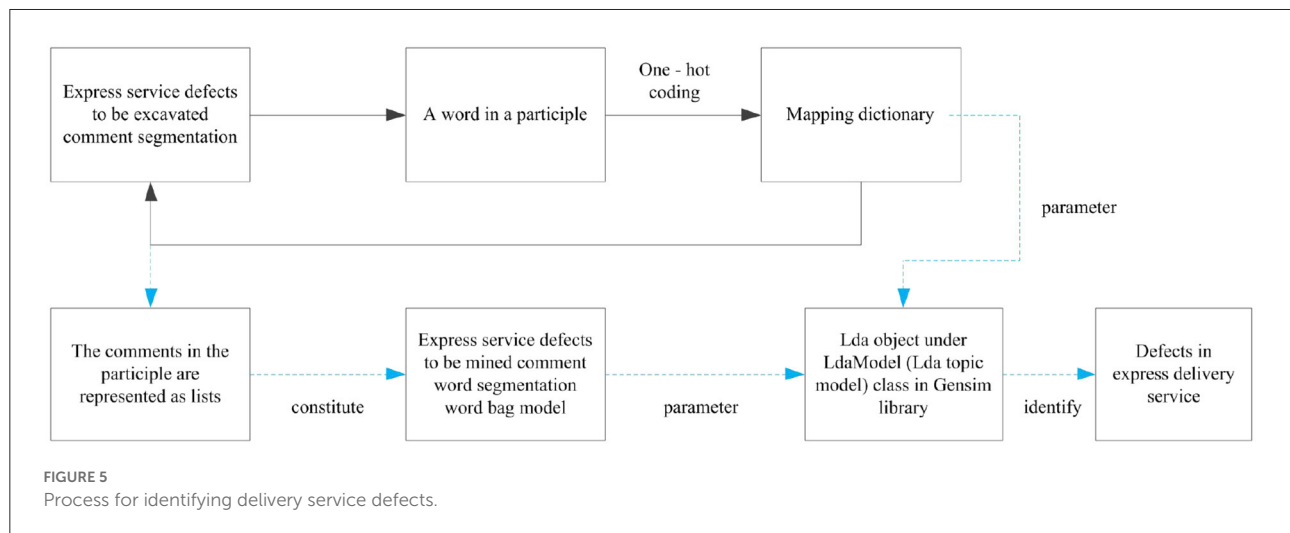 Express service defects
to be excavated
comment segmentation
A word in a participle
One - hot
coding
Mapping dictionary
parameter
The comments in the
participle are
represented as lists
constitute
Express service defects
to be mined comment
word segmentation
word bag model
parameter
Lda object under
LdaModel (Lda topic
model) class in Gensim
library
identify
Defects in
express delivery
service
FIGURE 5
Process for identifying delivery service defects.